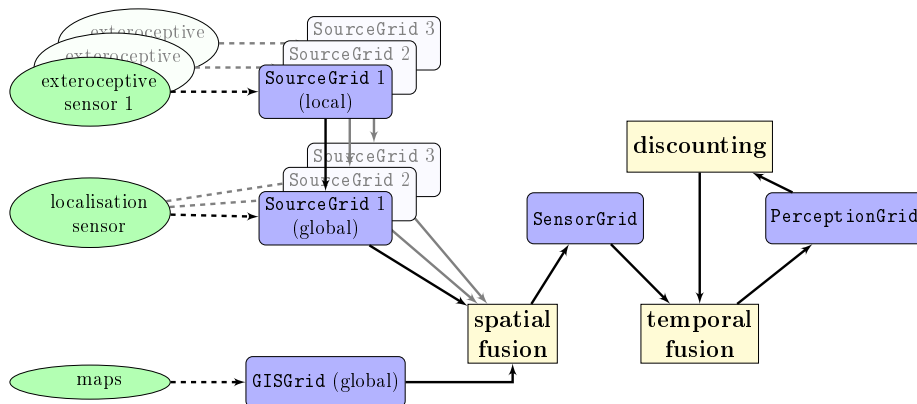 exteroceptive
SourceGrid 3
exteroceptive
SourceGrid 2
exteroceptive
sensor 1
SourceGrid 1
(local)
discounting
SourceGrid 3
SourceGrid 2
localisation
sensor
SourceGrid 1
(global)
SensorGrid
PerceptionGrid
spatial
fusion
temporal
fusion
maps
GISGrid (global)